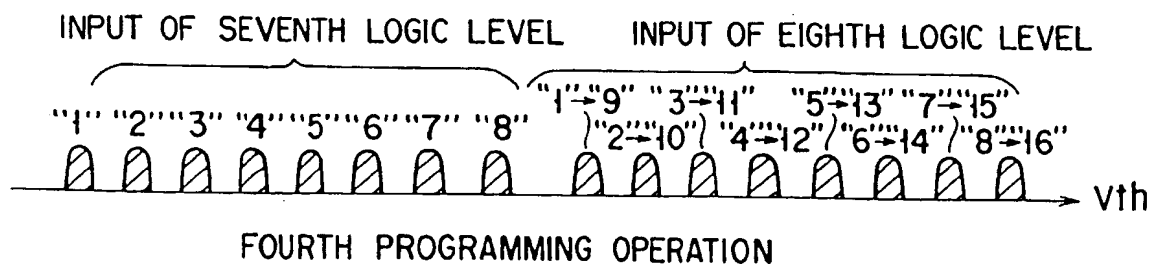 INPUT OF SEVENTH LOGIC LEVEL
INPUT OF EIGHTH LOGIC LEVEL
"1"→"9" "3"→"11" "5"→"13" "7"→"15"
"1" "2" "3" "4" "5" "6" "7" "8" "2"→"10" "4"→"12" "6"→"14" "8"→"16"
Vth
FOURTH PROGRAMMING OPERATION